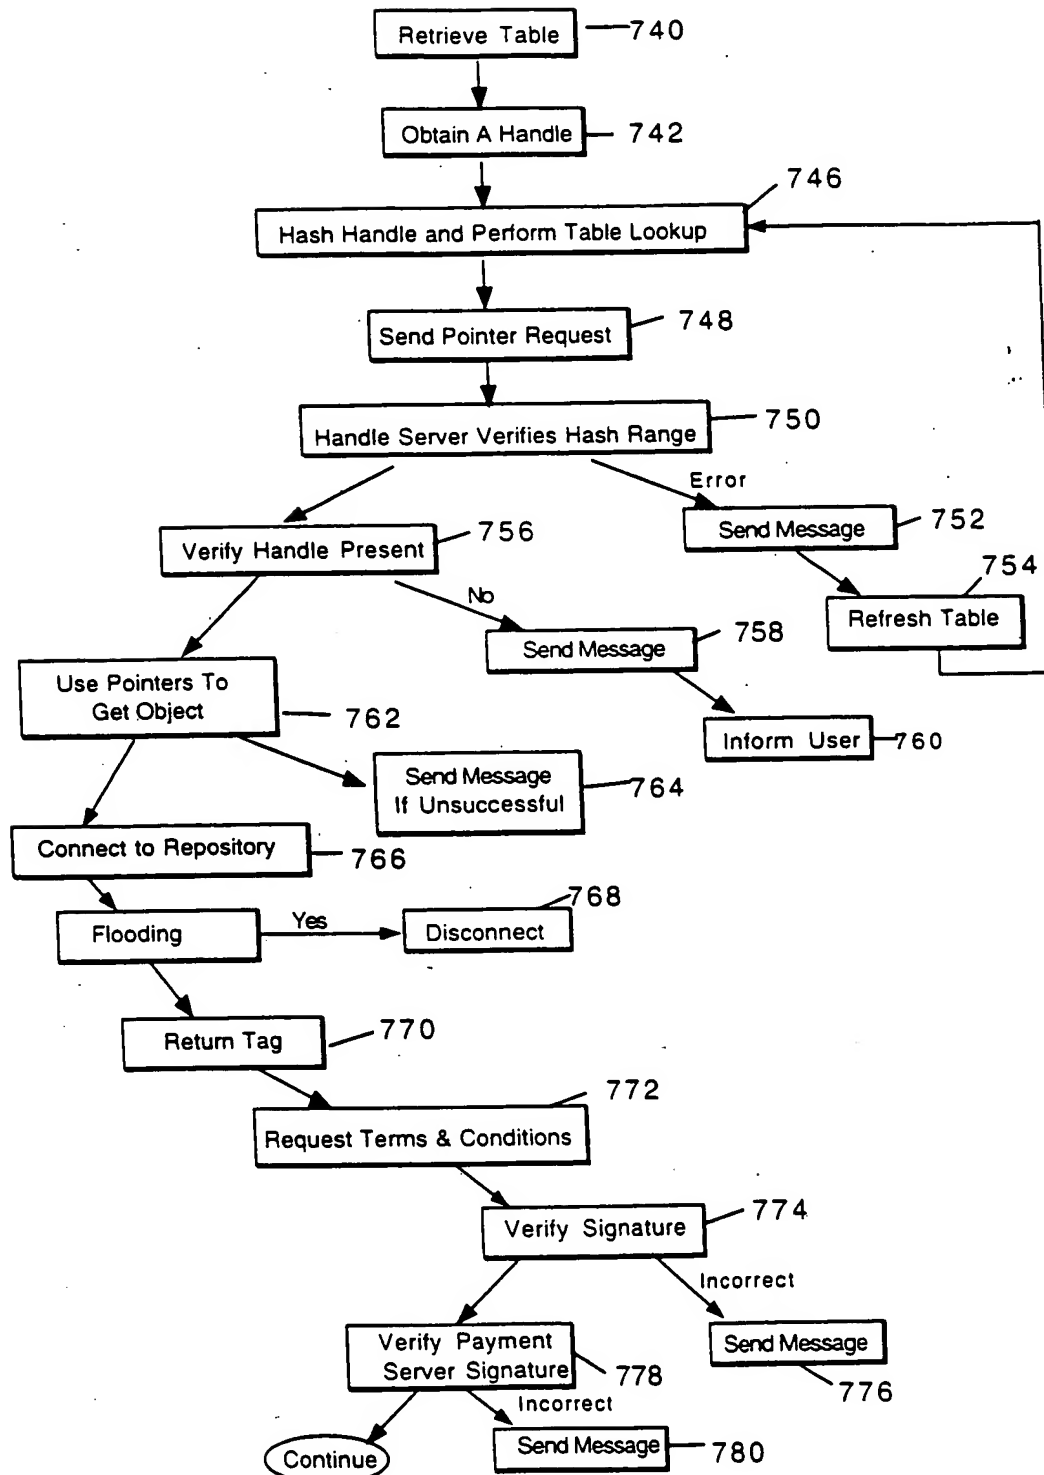 Retrieve Table 740
Obtain A Handle 742
746
Hash Handle and Perform Table Lookup
Send Pointer Request 748
Handle Server Verifies Hash Range 750
Error
Verify Handle Present 756
Send Message 752
754
No
Refresh Table
Send Message 758
Use Pointers To
Get Object 762
Inform User 760
Send Message
If Unsuccessful 764
Connect to Repository 766
768
Flooding Yes Disconnect
Return Tag 770
772
Request Terms & Conditions
Verify Signature 774
Incorrect
Verify Payment
Server Signature 778
Send Message
776
Incorrect
Continue
Send Message 780